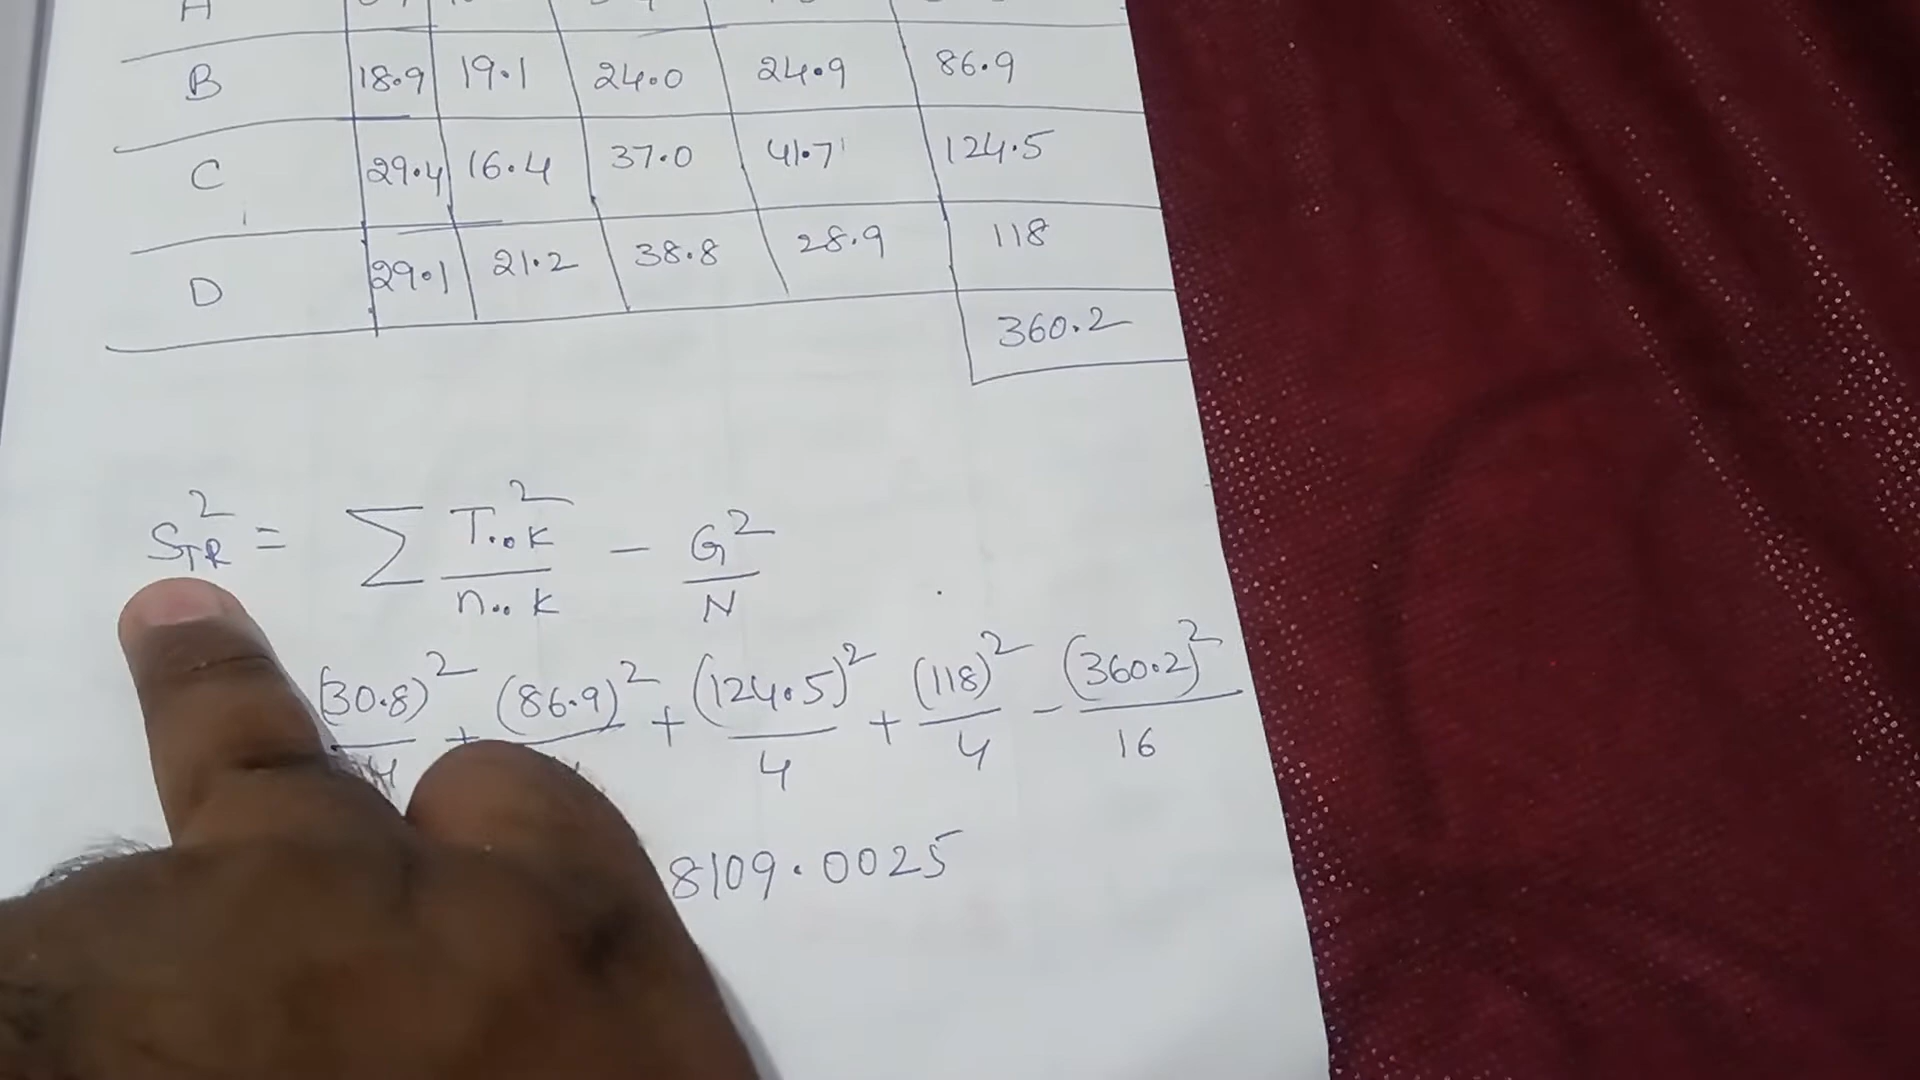 A
B 18.9 19.1 24.0 24.9 86.9
C 29.4 16.4 37.0 41.7 124.5
D 29.1 21.2 38.8 28.9 118
360.2
S²_TR = Σ T..k² / n..k − G² / N
(30.8)² / 4 + (86.9)² + (124.5)² / 4 + (118)² / 4 − (360.2)² / 16
8109.0025